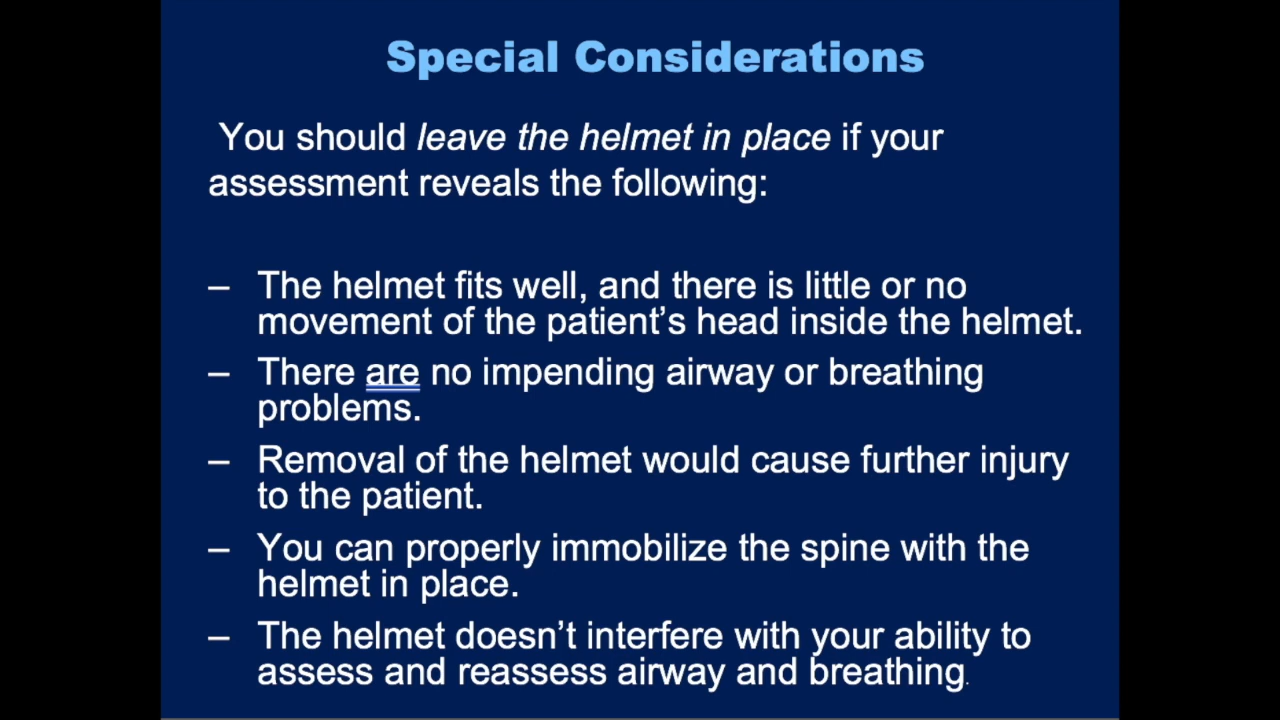 Special Considerations
You should leave the helmet in place if your
assessment reveals the following:
– The helmet fits well, and there is little or no
movement of the patient’s head inside the helmet.
– There are no impending airway or breathing
problems.
– Removal of the helmet would cause further injury
to the patient.
– You can properly immobilize the spine with the
helmet in place.
– The helmet doesn’t interfere with your ability to
assess and reassess airway and breathing.